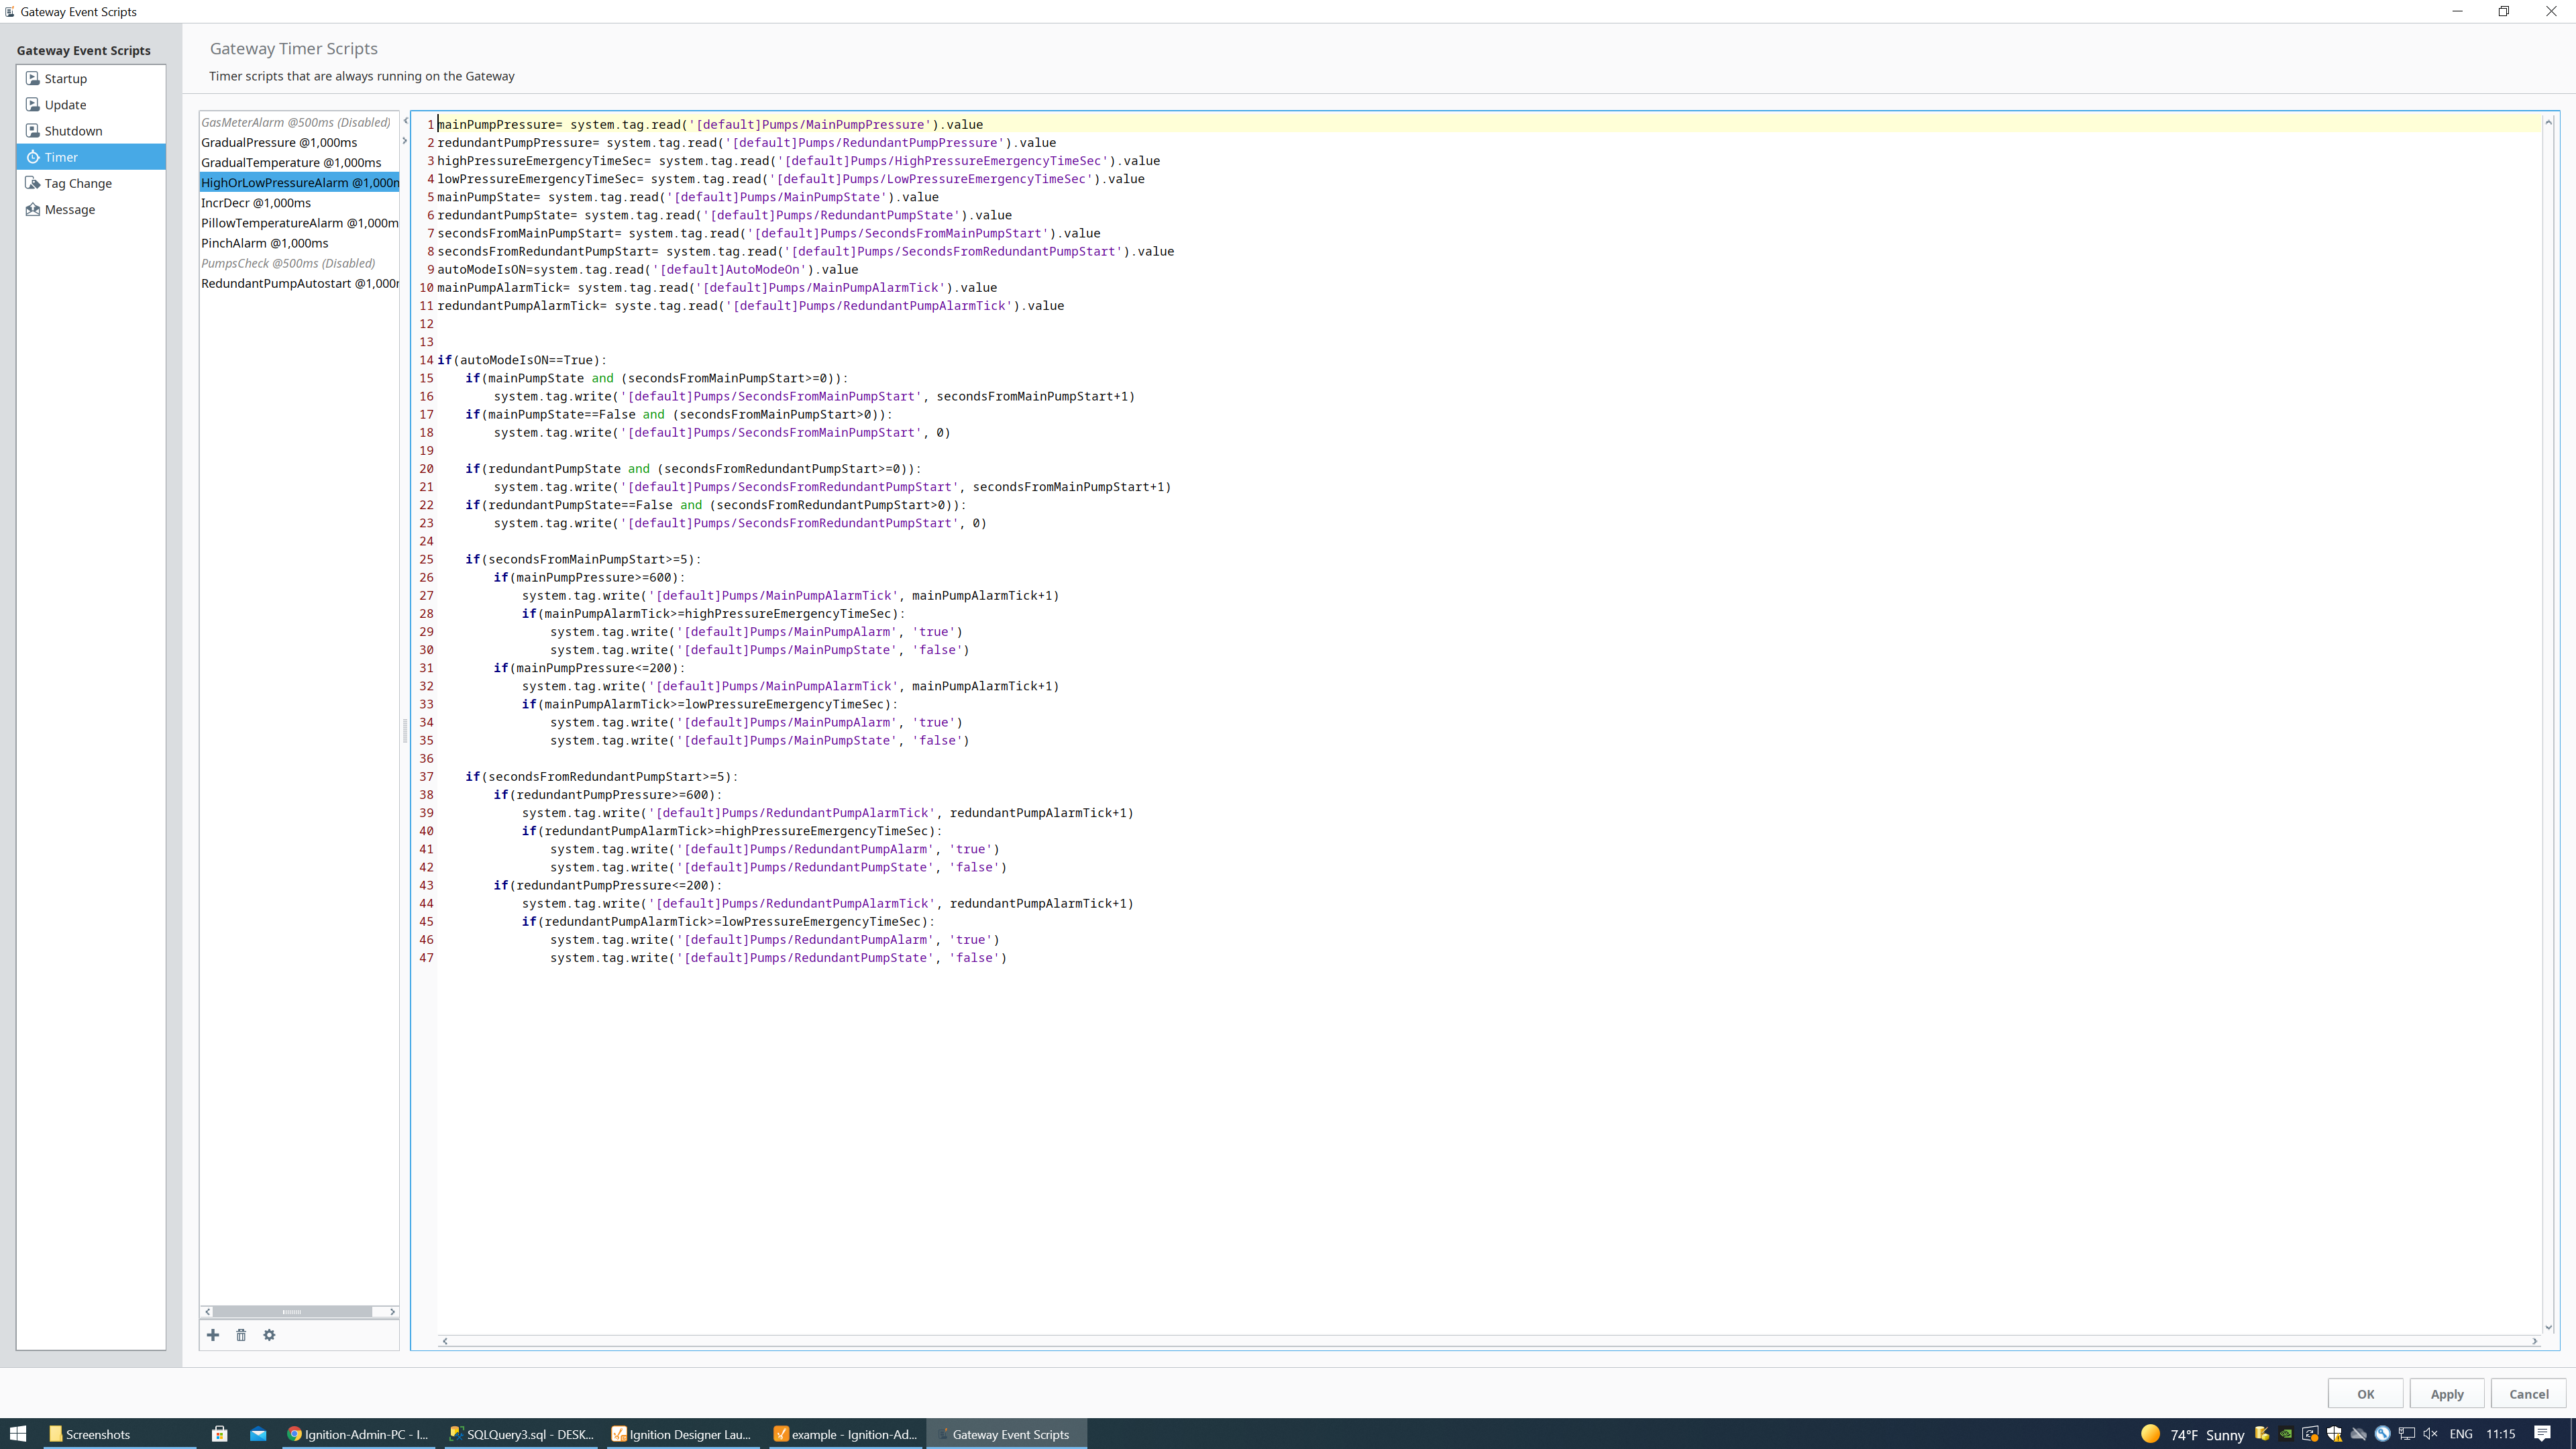 Gateway Event Scripts
Gateway Event Scripts
Startup
Update
Shutdown
Timer
Tag Change
Message
Gateway Timer Scripts
Timer scripts that are always running on the Gateway
GasMeterAlarm @500ms (Disabled)
GradualPressure @1,000ms
GradualTemperature @1,000ms
HighOrLowPressureAlarm @1,000m
IncrDecr @1,000ms
PillowTemperatureAlarm @1,000m
PinchAlarm @1,000ms
PumpsCheck @500ms (Disabled)
RedundantPumpAutostart @1,000m
1 mainPumpPressure= system.tag.read('[default]Pumps/MainPumpPressure').value
2 redundantPumpPressure= system.tag.read('[default]Pumps/RedundantPumpPressure').value
3 highPressureEmergencyTimeSec= system.tag.read('[default]Pumps/HighPressureEmergencyTimeSec').value
4 lowPressureEmergencyTimeSec= system.tag.read('[default]Pumps/LowPressureEmergencyTimeSec').value
5 mainPumpState= system.tag.read('[default]Pumps/MainPumpState').value
6 redundantPumpState= system.tag.read('[default]Pumps/RedundantPumpState').value
7 secondsFromMainPumpStart= system.tag.read('[default]Pumps/SecondsFromMainPumpStart').value
8 secondsFromRedundantPumpStart= system.tag.read('[default]Pumps/SecondsFromRedundantPumpStart').value
9 autoModeIsON=system.tag.read('[default]AutoModeOn').value
10 mainPumpAlarmTick= system.tag.read('[default]Pumps/MainPumpAlarmTick').value
11 redundantPumpAlarmTick= syste.tag.read('[default]Pumps/RedundantPumpAlarmTick').value
12
13
14 if(autoModeIsON==True):
15 if(mainPumpState and (secondsFromMainPumpStart>=0)):
16 system.tag.write('[default]Pumps/SecondsFromMainPumpStart', secondsFromMainPumpStart+1)
17 if(mainPumpState==False and (secondsFromMainPumpStart>0)):
18 system.tag.write('[default]Pumps/SecondsFromMainPumpStart', 0)
19
20 if(redundantPumpState and (secondsFromRedundantPumpStart>=0)):
21 system.tag.write('[default]Pumps/SecondsFromRedundantPumpStart', secondsFromMainPumpStart+1)
22 if(redundantPumpState==False and (secondsFromRedundantPumpStart>0)):
23 system.tag.write('[default]Pumps/SecondsFromRedundantPumpStart', 0)
24
25 if(secondsFromMainPumpStart>=5):
26 if(mainPumpPressure>=600):
27 system.tag.write('[default]Pumps/MainPumpAlarmTick', mainPumpAlarmTick+1)
28 if(mainPumpAlarmTick>=highPressureEmergencyTimeSec):
29 system.tag.write('[default]Pumps/MainPumpAlarm', 'true')
30 system.tag.write('[default]Pumps/MainPumpState', 'false')
31 if(mainPumpPressure<=200):
32 system.tag.write('[default]Pumps/MainPumpAlarmTick', mainPumpAlarmTick+1)
33 if(mainPumpAlarmTick>=lowPressureEmergencyTimeSec):
34 system.tag.write('[default]Pumps/MainPumpAlarm', 'true')
35 system.tag.write('[default]Pumps/MainPumpState', 'false')
36
37 if(secondsFromRedundantPumpStart>=5):
38 if(redundantPumpPressure>=600):
39 system.tag.write('[default]Pumps/RedundantPumpAlarmTick', redundantPumpAlarmTick+1)
40 if(redundantPumpAlarmTick>=highPressureEmergencyTimeSec):
41 system.tag.write('[default]Pumps/RedundantPumpAlarm', 'true')
42 system.tag.write('[default]Pumps/RedundantPumpState', 'false')
43 if(redundantPumpPressure<=200):
44 system.tag.write('[default]Pumps/RedundantPumpAlarmTick', redundantPumpAlarmTick+1)
45 if(redundantPumpAlarmTick>=lowPressureEmergencyTimeSec):
46 system.tag.write('[default]Pumps/RedundantPumpAlarm', 'true')
47 system.tag.write('[default]Pumps/RedundantPumpState', 'false')
OK Apply Cancel
Screenshots Ignition-Admin-PC - I... SQLQuery3.sql - DESK... Ignition Designer Lau... example - Ignition-Ad... Gateway Event Scripts 74°F Sunny ENG 11:15